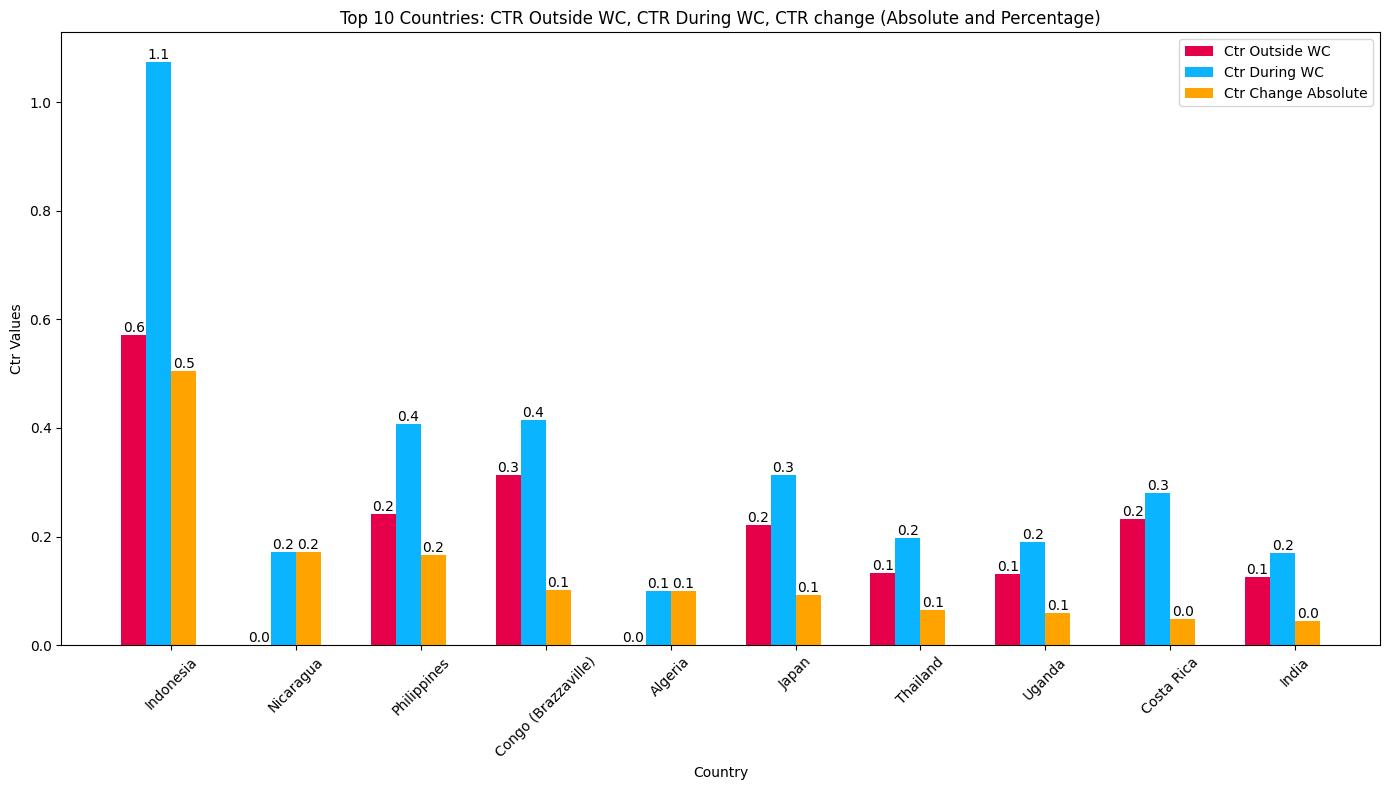 Top 10 Countries: CTR Outside WC, CTR During WC, CTR change (Absolute and Percentage)
Ctr Outside WC
Ctr During WC
Ctr Change Absolute
Ctr Values
1.0
0.8
0.6
0.4
0.2
0.0
0.6 1.1 0.5
0.0 0.2 0.2
0.2 0.4 0.2
0.3 0.4 0.1
0.0 0.1 0.1
0.2 0.3 0.1
0.1 0.2 0.1
0.1 0.2 0.1
0.2 0.3 0.0
0.1 0.2 0.0
Indonesia
Nicaragua
Philippines
Congo (Brazzaville)
Algeria
Japan
Thailand
Uganda
Costa Rica
India
Country